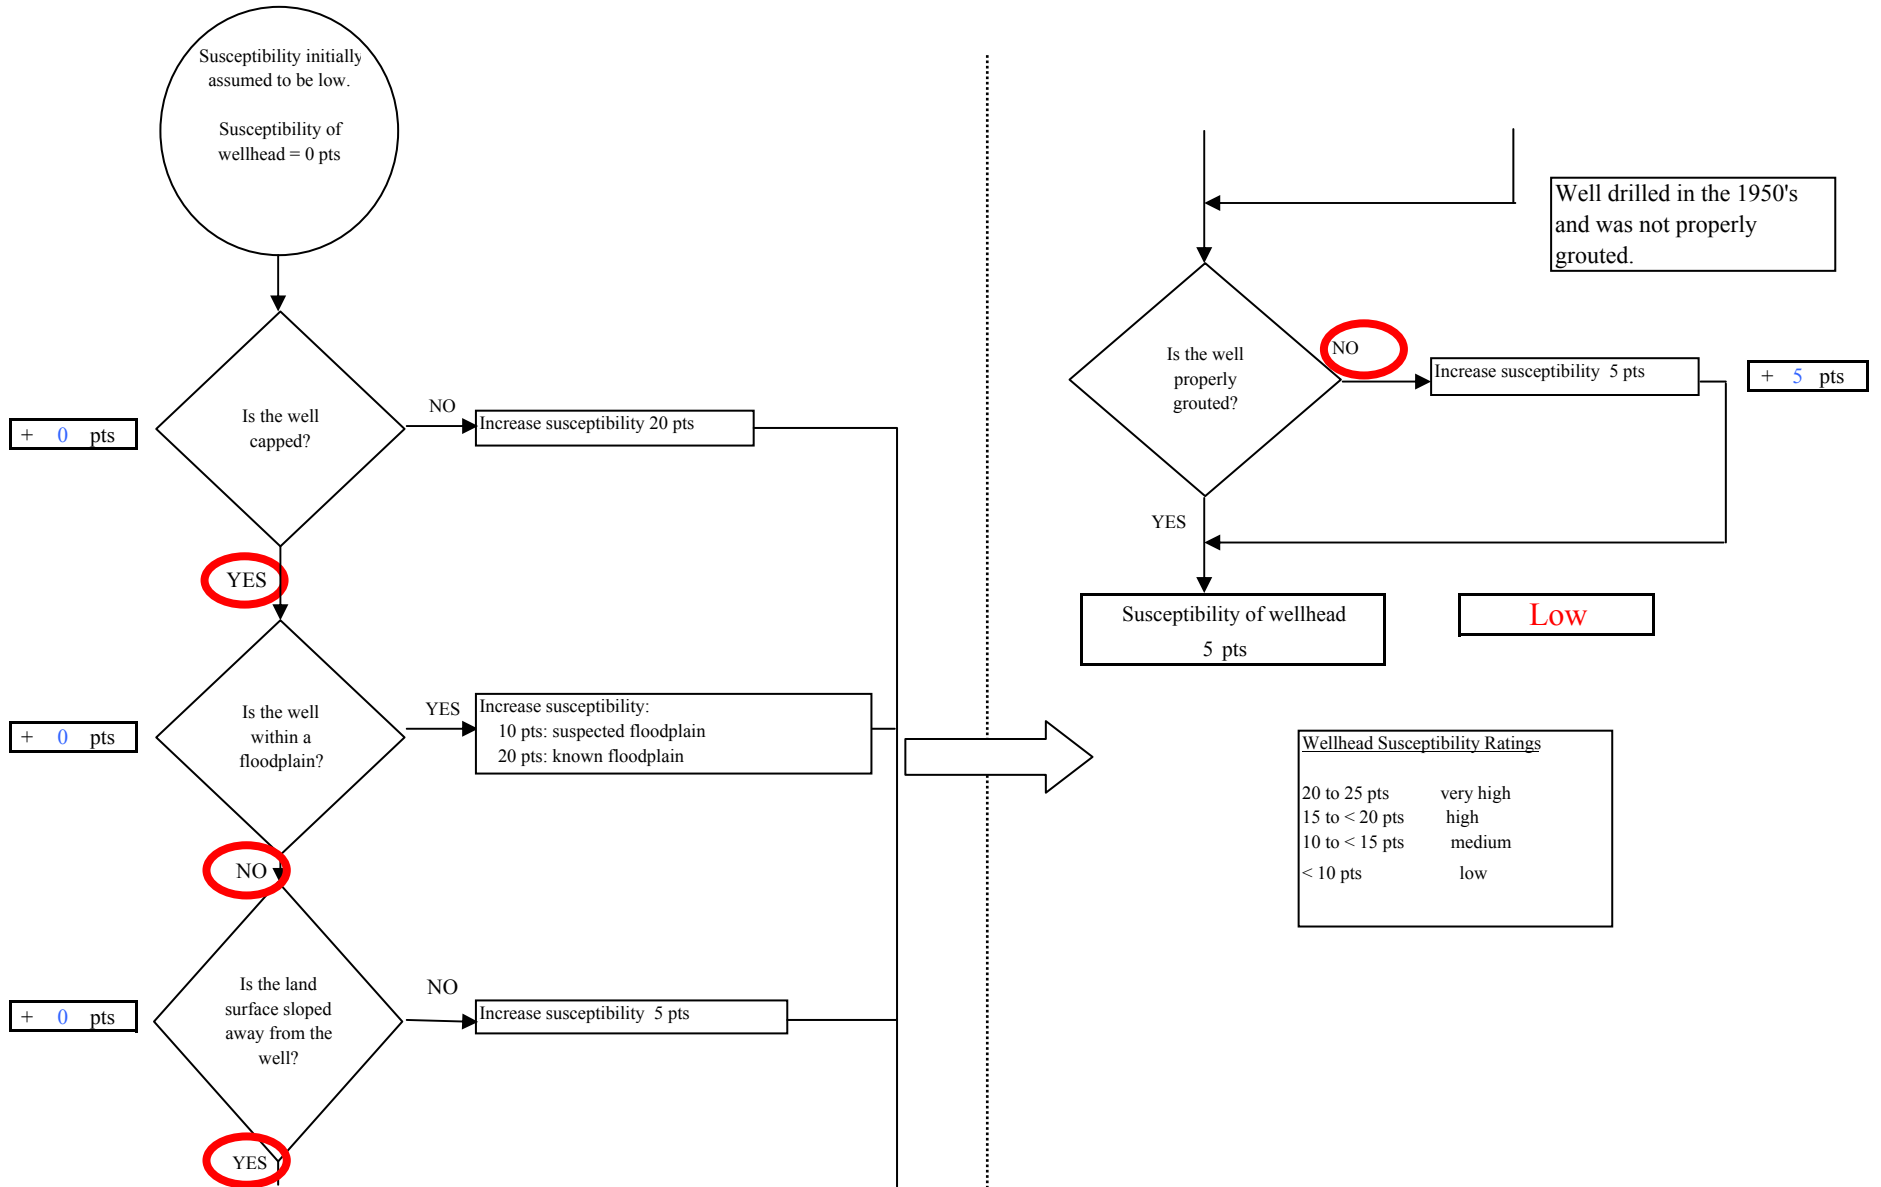 Susceptibility initially
assumed to be low.
Susceptibility of
wellhead = 0 pts
Is the well
capped?
NO
Increase susceptibility 20 pts
+ 0 pts
YES
Is the well
within a
floodplain?
YES
Increase susceptibility:
10 pts: suspected floodplain
20 pts: known floodplain
+ 0 pts
NO
Is the land
surface sloped
away from the
well?
NO
Increase susceptibility 5 pts
+ 0 pts
YES
Well drilled in the 1950's
and was not properly
grouted.
Is the well
properly
grouted?
NO
Increase susceptibility 5 pts
+ 5 pts
YES
Susceptibility of wellhead
5 pts
Low
Wellhead Susceptibility Ratings
20 to 25 pts very high
15 to < 20 pts high
10 to < 15 pts medium
< 10 pts low